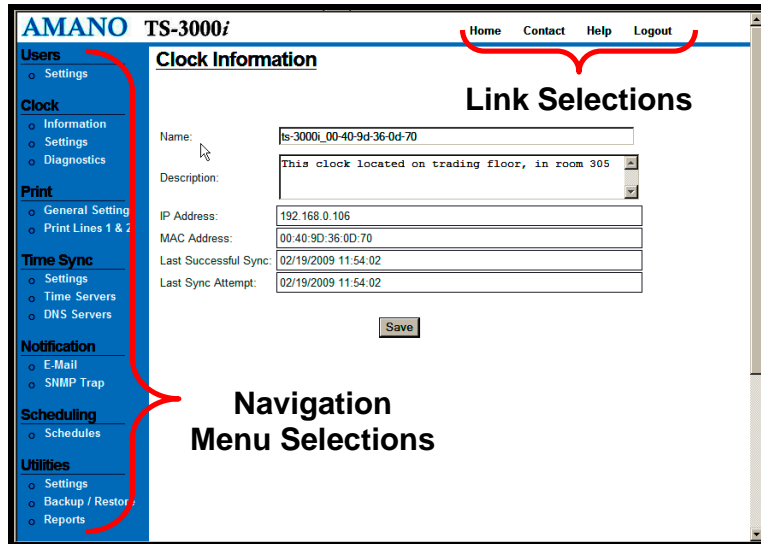 AMANO TS-3000i
Home Contact Help Logout
Users
Settings
Clock
Information
Settings
Diagnostics
Print
General Setting
Print Lines 1 & 2
Time Sync
Settings
Time Servers
DNS Servers
Notification
E-Mail
SNMP Trap
Scheduling
Schedules
Utilities
Settings
Backup / Restore
Reports
Clock Information
Link Selections
Name: ts-3000i_00-40-9d-36-0d-70
Description: This clock located on trading floor, in room 305
IP Address: 192.168.0.106
MAC Address: 00:40:9D:36:0D:70
Last Successful Sync: 02/19/2009 11:54:02
Last Sync Attempt: 02/19/2009 11:54:02
Save
Navigation
Menu Selections